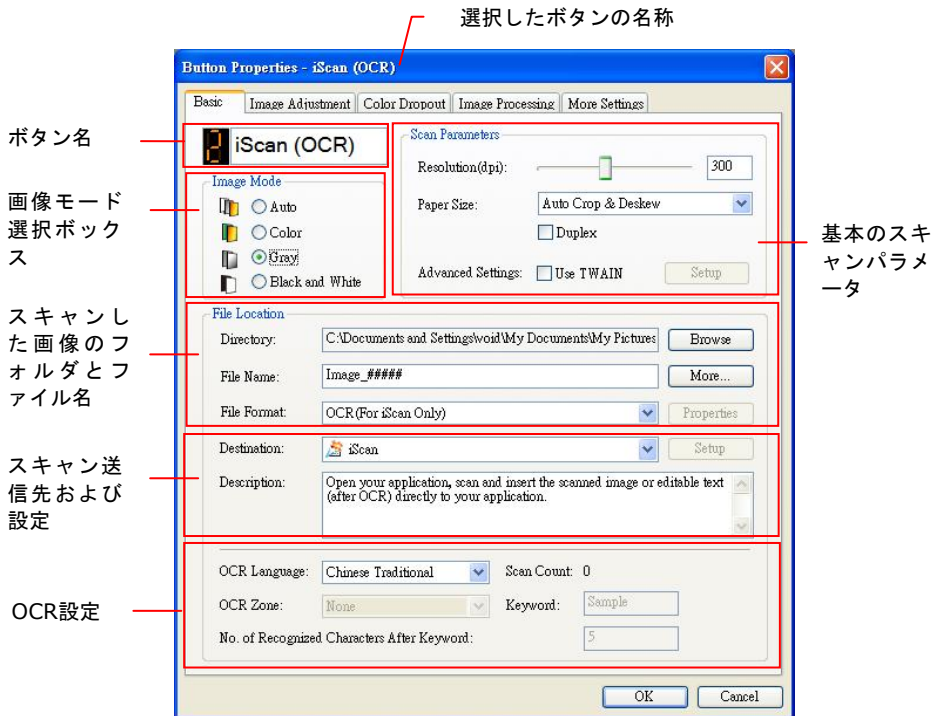 選択したボタンの名称
Button Properties - iScan (OCR)
Basic Image Adjustment Color Dropout Image Processing More Settings
ボタン名
2 iScan (OCR)
画像モード
選択ボック
ス
Image Mode
Auto
Color
Gray
Black and White
Scan Parameters
Resolution(dpi): 300
Paper Size: Auto Crop & Deskew
Duplex
Advanced Settings: Use TWAIN Setup
基本のスキ
ャンパラメ
ータ
スキャンし
た画像のフ
ォルダとフ
ァイル名
File Location
Directory: C:\Documents and Settings\void\My Documents\My Pictures Browse
File Name: Image_##### More...
File Format: OCR(For iScan Only) Properties
スキャン送
信先および
設定
Destination: iScan Setup
Description: Open your application, scan and insert the scanned image or editable text
(after OCR) directly to your application.
OCR設定
OCR Language: Chinese Traditional Scan Count: 0
OCR Zone: None Keyword: Sample
No. of Recognized Characters After Keyword: 5
OK Cancel